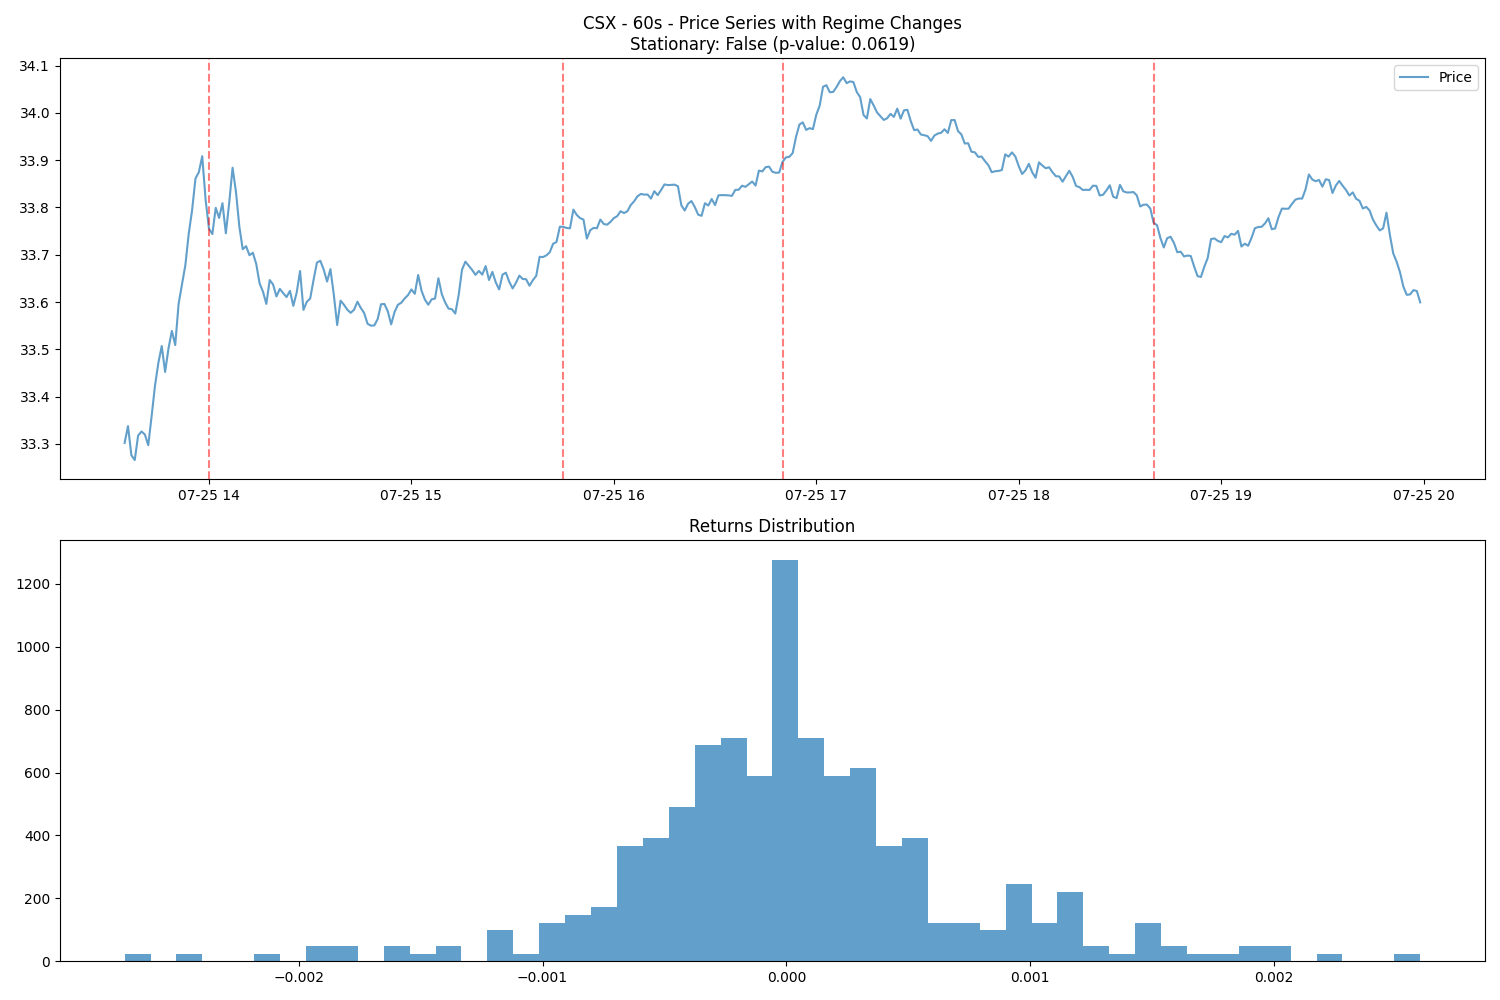 CSX - 60s - Price Series with Regime Changes
Stationary: False (p-value: 0.0619)
34.1
34.0
33.9
33.8
33.7
33.6
33.5
33.4
33.3
Price
07-25 14 07-25 15 07-25 16 07-25 17 07-25 18 07-25 19 07-25 20
Returns Distribution
1200
1000
800
600
400
200
0
−0.002 −0.001 0.000 0.001 0.002